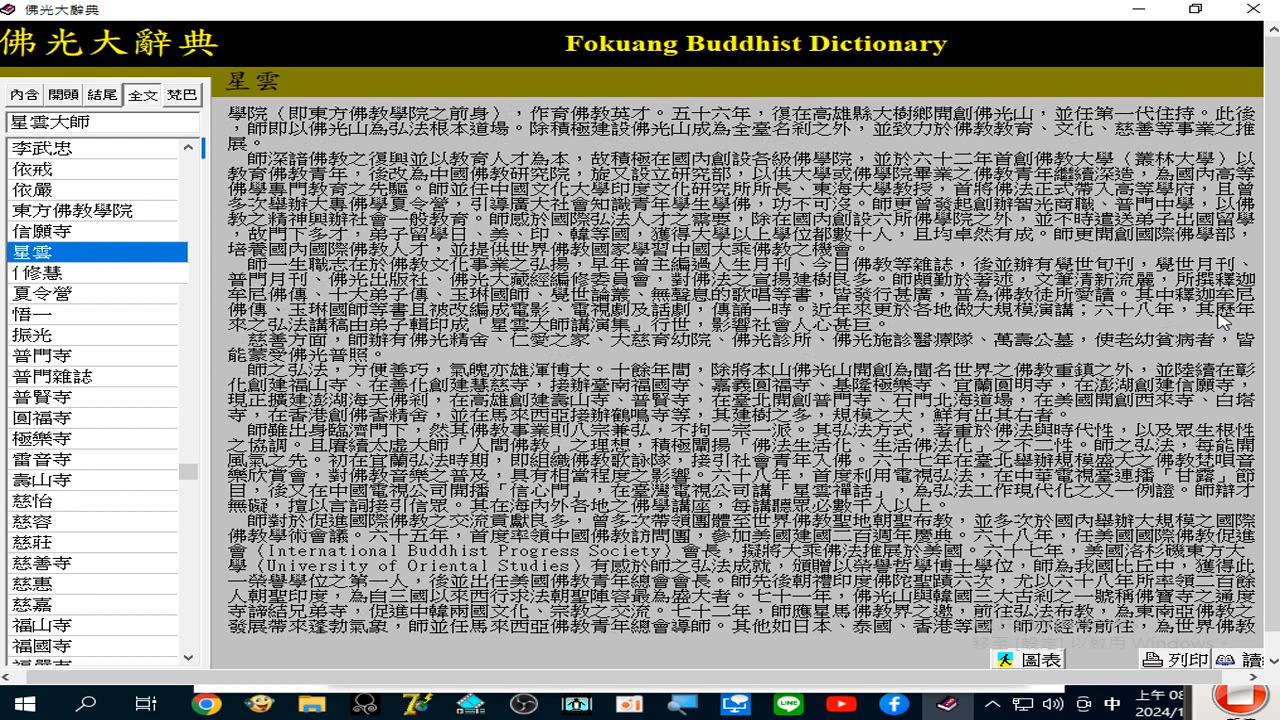 佛光大辭典
佛光大辭典
Fokuang Buddhist Dictionary
星雲
內含 開頭 結尾 全文 梵巴
星雲大師
李武忠
依戒
依嚴
東方佛教學院
信願寺
星雲
修慧
夏令營
悟一
振光
普門寺
普門雜誌
普賢寺
圓福寺
極樂寺
雷音寺
壽山寺
慈怡
慈容
慈莊
慈善寺
慈惠
慈嘉
福山寺
福國寺
福嚴寺
學院（即東方佛教學院之前身），作育佛教英才。五十六年，復在高雄縣大樹鄉開創佛光山，並任第一代住持。此後
，師即以佛光山為弘法根本道場。除積極建設佛光山成為全臺名剎之外，並致力於佛教教育、文化、慈善等事業之推
展。
師深諳佛教之復興並以教育人才為本，故積極在國內創設各級佛學院，並於六十二年首創佛教大學（叢林大學）以
教育佛教青年，後改為中國佛教研究院，旋又設立研究部，以供大學或佛學院畢業之佛教青年繼續深造，為國內高等
佛學專門教育之先驅。師並任中國文化大學印度文化研究所所長、東海大學教授，首將佛法正式帶入高等學府，且曾
多次舉辦大專佛學夏令營，引導廣大社會知識青年學生學佛，功不可沒。師更曾發起創辦智光商職、普門中學，以佛
教之精神興辦社會一般教育。師感於國際弘法人才之需要，除在國內創設六所佛學院之外，並不時遣送弟子出國留學
，故門下多才，弟子留學日、美、印、韓等國，獲得大學以上學位都數十人，且均卓然有成。師更開創國際佛學部，
培養國內國際佛教人才，並提供世界佛教國家學習中國大乘佛教之機會。
師一生職志在於佛教文化事業之弘揚，早年曾主編過人生月刊、今日佛教等雜誌，後並辦有覺世旬刊，覺世月刊、
普門月刊、佛光出版社、佛光大藏經編修委員會，對佛法之宣揚建樹良多。師頗勤於著述，文筆清新流麗，所撰釋迦
牟尼佛傳、十大弟子傳、玉琳國師、覺世論叢、無聲息的歌唱等書，皆發行甚廣，普為佛教徒所愛讀。其中釋迦牟尼
佛傳、玉琳國師等書且被改編成電影、電視劇及話劇，傳誦一時。近年來更於各地做大規模演講；六十八年，其歷年
來之弘法講稿由弟子輯印成「星雲大師講演集」行世，影響社會人心甚巨。
慈善方面，師辦有佛光精舍、仁愛之家、大慈育幼院、佛光診所、佛光施診醫療隊、萬壽公墓，使老幼貧病者，皆
能蒙受佛光普照。
師之弘法，方便善巧，氣魄亦雄渾博大。十餘年間，除將本山佛光山開創為聞名世界之佛教重鎮之外，並陸續在彰
化創建福山寺、在善化創建慧慈寺，接辦臺南福國寺、嘉義圓福寺、基隆極樂寺、宜蘭圓明寺，在澎湖創建信願寺，
現正擴建澎湖海天佛剎，在高雄創建壽山寺、普賢寺，在臺北開創普門寺、石門北海道場，在美國開創西來寺、白塔
寺，在香港創佛香精舍，並在馬來西亞接辦鶴鳴寺等，其建樹之多，規模之大，鮮有出其右者。
師雖出身臨濟門下，然其佛教事業則八宗兼弘，不拘一宗一派。其弘法方式，著重於佛法與時代性，以及眾生根性
之協調。且賡續太虛大師「人間佛教」之理想，積極闡揚「佛法生活化、生活佛法化」之不二性。師之弘法，每能開
風氣之先。初在宜蘭弘法時期，即組織佛教歌詠隊，接引社會青年入佛。六十七年在臺北舉辦規模盛大之佛教梵唄音
樂欣賞會，對佛教音樂之普及，具有相當程度之影響。六十八年，首度利用電視弘法，在中華電視臺連播「甘露」節
目，後又在中國電視公司開播「信心門」，在臺灣電視公司講「星雲禪話」，為弘法工作現代化之又一例證。師辯才
無礙，擅以言詞接引信眾。其在海內外各地之佛學講座，每講聽眾必數千人以上。
師對於促進國際佛教之交流貢獻良多，曾多次帶領團體至世界佛教聖地朝聖布教，並多次於國內舉辦大規模之國際
佛教學術會議。六十五年，首度率領中國佛教訪問團，參加美國建國二百週年慶典。六十八年，任美國國際佛教促進
會（International Buddhist Progress Society）會長，擬將大乘佛法推展於美國。六十七年，美國洛杉磯東方大
學（University of Oriental Studies）有感於師之弘法成就，頒贈以榮譽哲學博士學位，師為我國比丘中，獲得此
一榮譽學位之第一人，後並出任美國佛教青年總會會長。師先後朝禮印度佛陀聖蹟六次，尤以六十八年所率領二百餘
人朝聖印度，為自三國以來西行求法朝聖陣容最為盛大者。七十一年，佛光山與韓國三大古剎之一號稱佛寶寺之通度
寺締結兄弟寺，促進中韓兩國文化、宗教之交流。七十二年，師應星馬佛教界之邀，前往弘法布教，為東南亞佛教之
發展帶來蓬勃氣象，師並任馬來西亞佛教青年總會導師。其他如日本、泰國、香港等國，師亦經常前往，為世界佛教
移至 [設定] 以啟用 Windows
圖表 列印 讀
中
上午 08
2024/1